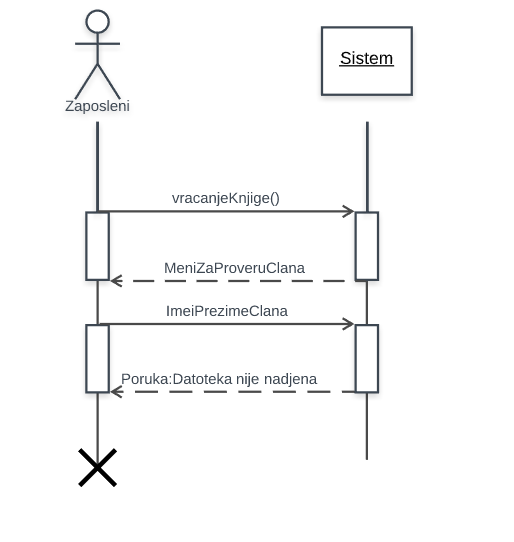 Sistem
Zaposleni
vracanjeKnjige()
MeniZaProveruClana
ImeiPrezimeClana
Poruka:Datoteka nije nadjena